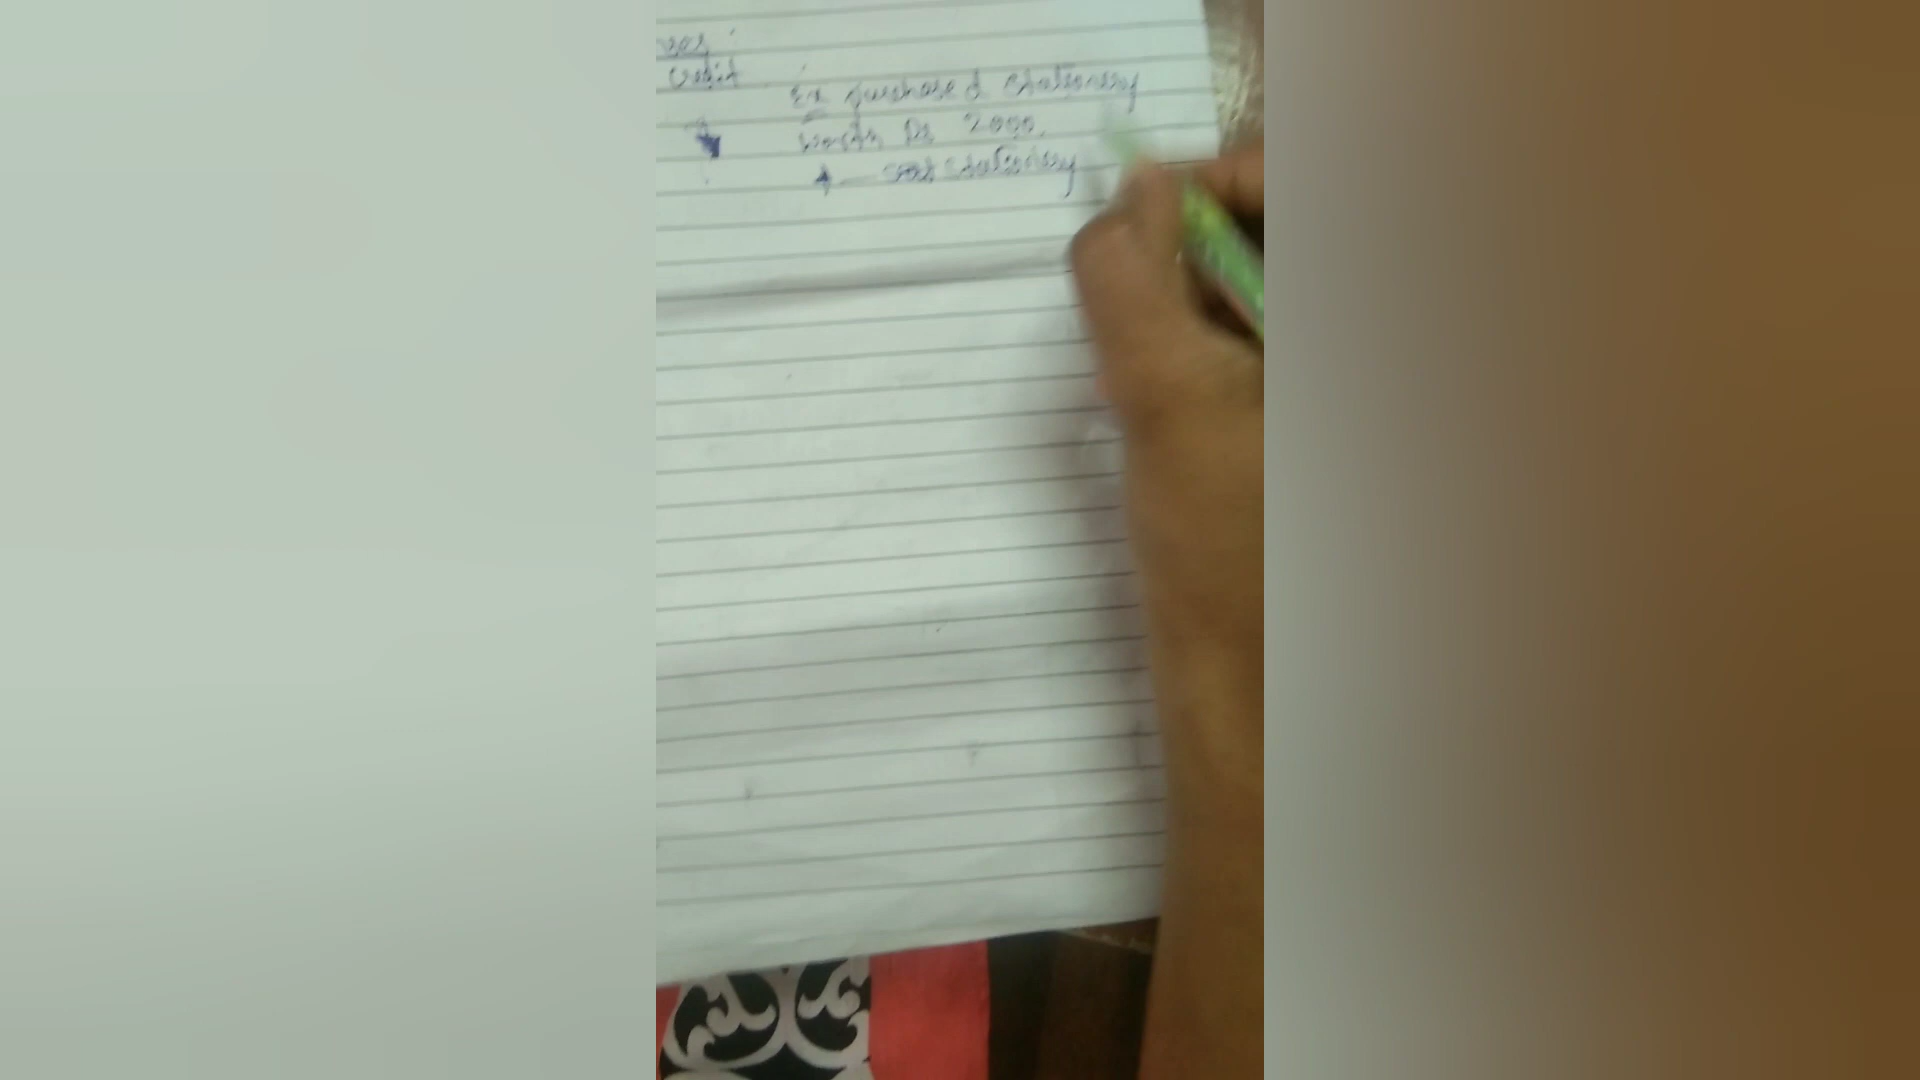 credit
Ex purchased stationery
worth Rs 2000.
stationery